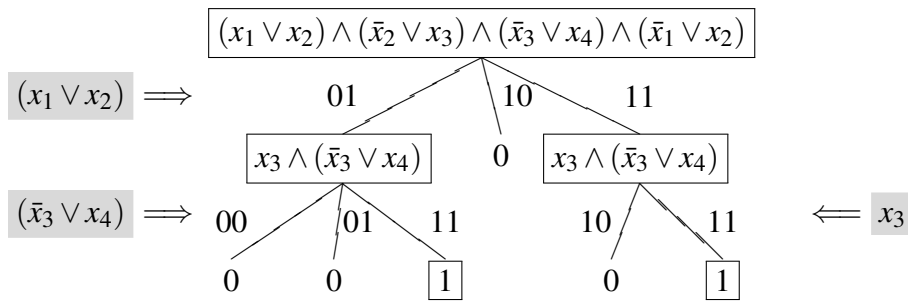 (x₁ ∨ x₂) ∧ (x̄₂ ∨ x₃) ∧ (x̄₃ ∨ x₄) ∧ (x̄₁ ∨ x₂)
(x₁ ∨ x₂) ⟹ 01 10 11
x₃ ∧ (x̄₃ ∨ x₄) 0 x₃ ∧ (x̄₃ ∨ x₄)
(x̄₃ ∨ x₄) ⟹ 00 01 11 10 11 ⟸ x₃
0 0 1 0 1